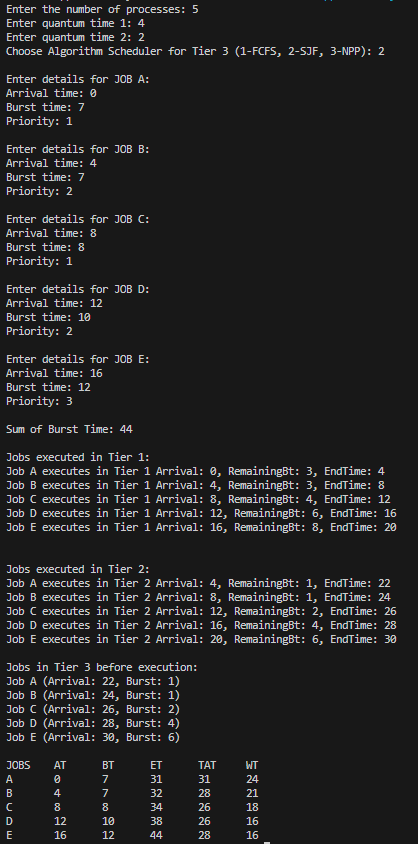 Enter the number of processes: 5
Enter quantum time 1: 4
Enter quantum time 2: 2
Choose Algorithm Scheduler for Tier 3 (1-FCFS, 2-SJF, 3-NPP): 2
Enter details for JOB A:
Arrival time: 0
Burst time: 7
Priority: 1
Enter details for JOB B:
Arrival time: 4
Burst time: 7
Priority: 2
Enter details for JOB C:
Arrival time: 8
Burst time: 8
Priority: 1
Enter details for JOB D:
Arrival time: 12
Burst time: 10
Priority: 2
Enter details for JOB E:
Arrival time: 16
Burst time: 12
Priority: 3
Sum of Burst Time: 44
Jobs executed in Tier 1:
Job A executes in Tier 1 Arrival: 0, RemainingBt: 3, EndTime: 4
Job B executes in Tier 1 Arrival: 4, RemainingBt: 3, EndTime: 8
Job C executes in Tier 1 Arrival: 8, RemainingBt: 4, EndTime: 12
Job D executes in Tier 1 Arrival: 12, RemainingBt: 6, EndTime: 16
Job E executes in Tier 1 Arrival: 16, RemainingBt: 8, EndTime: 20
Jobs executed in Tier 2:
Job A executes in Tier 2 Arrival: 4, RemainingBt: 1, EndTime: 22
Job B executes in Tier 2 Arrival: 8, RemainingBt: 1, EndTime: 24
Job C executes in Tier 2 Arrival: 12, RemainingBt: 2, EndTime: 26
Job D executes in Tier 2 Arrival: 16, RemainingBt: 4, EndTime: 28
Job E executes in Tier 2 Arrival: 20, RemainingBt: 6, EndTime: 30
Jobs in Tier 3 before execution:
Job A (Arrival: 22, Burst: 1)
Job B (Arrival: 24, Burst: 1)
Job C (Arrival: 26, Burst: 2)
Job D (Arrival: 28, Burst: 4)
Job E (Arrival: 30, Burst: 6)
JOBS AT BT ET TAT WT
A 0 7 31 31 24
B 4 7 32 28 21
C 8 8 34 26 18
D 12 10 38 26 16
E 16 12 44 28 16